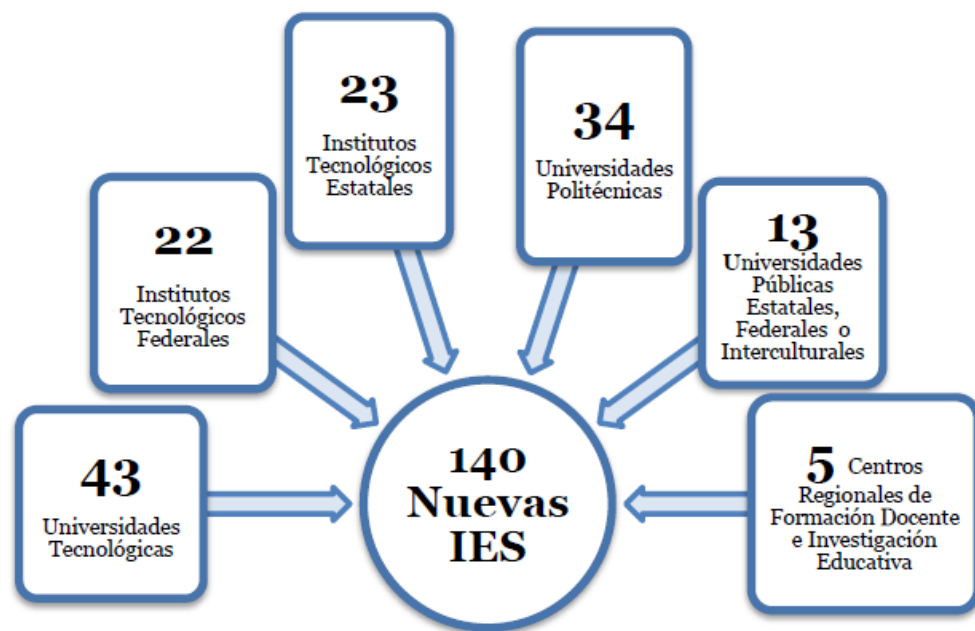 43
Universidades
Tecnológicas
22
Institutos
Tecnológicos
Federales
23
Institutos
Tecnológicos
Estatales
34
Universidades
Politécnicas
13
Universidades
Públicas
Estatales,
Federales o
Interculturales
5 Centros
Regionales de
Formación Docente
e Investigación
Educativa
140
Nuevas
IES